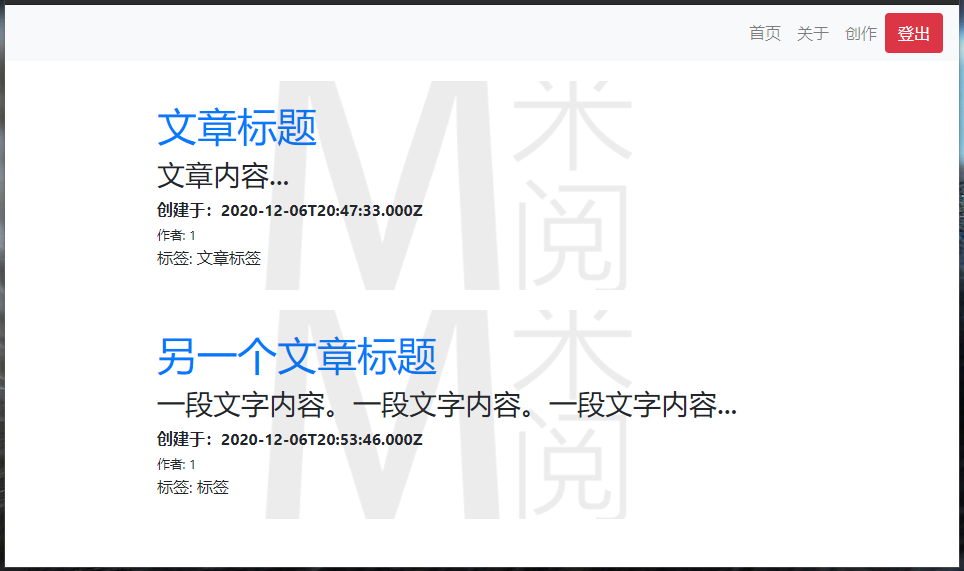 首页 关于 创作 登出
M 米阅
文章标题
文章内容...
创建于：2020-12-06T20:47:33.000Z
作者: 1
标签: 文章标签
M 米阅
另一个文章标题
一段文字内容。一段文字内容。一段文字内容...
创建于：2020-12-06T20:53:46.000Z
作者: 1
标签: 标签